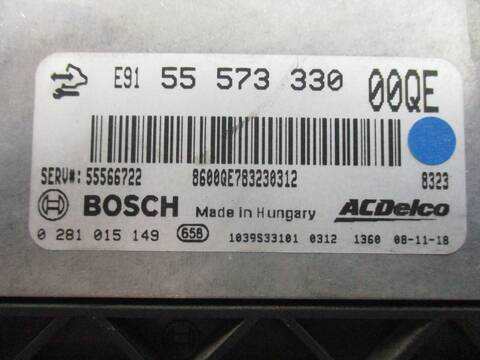 E91 55 573 330 00QE
SERV#: 55566722 8600QE783230312 8323
BOSCH Made in Hungary ACDelco
0 281 015 149 658 1039S33101 0312 1360 08-11-18